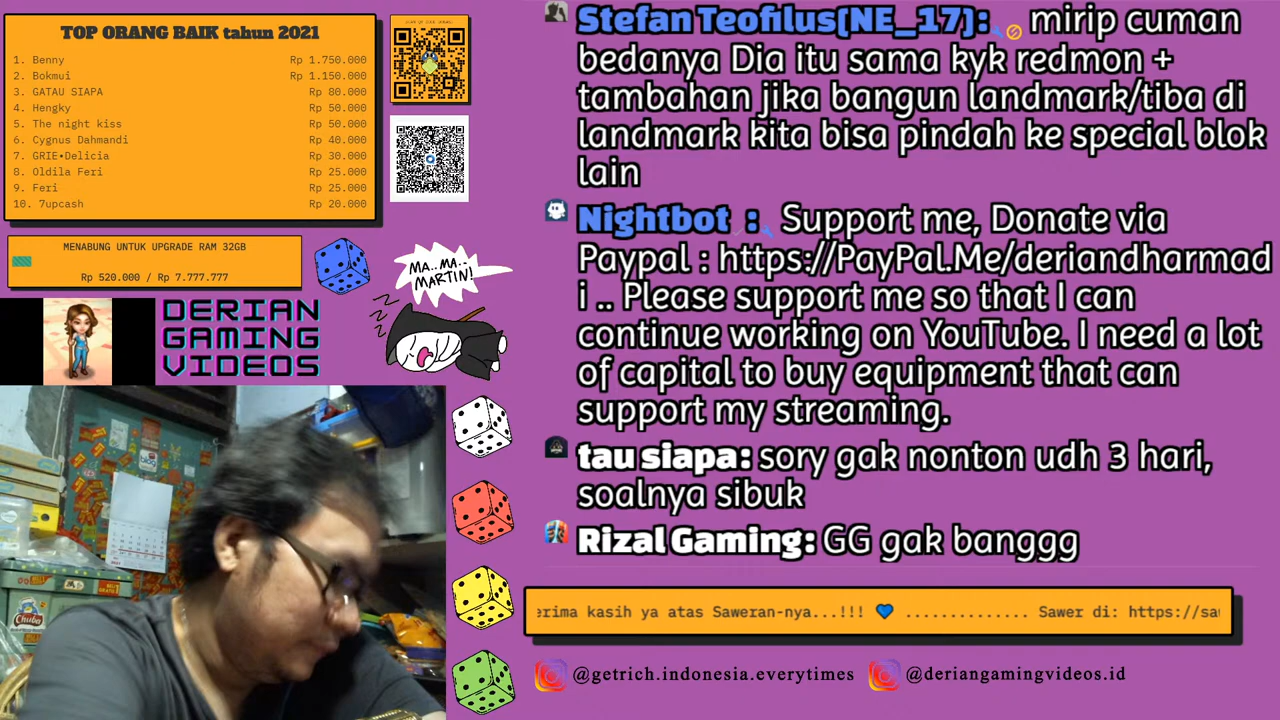 TOP ORANG BAIK tahun 2021
1. Benny Rp 1.750.000
2. Bokmui Rp 1.150.000
3. GATAU SIAPA Rp 80.000
4. Hengky Rp 50.000
5. The night kiss Rp 50.000
6. Cygnus Dahmandi Rp 40.000
7. GRIE•Delicia Rp 30.000
8. Oldila Feri Rp 25.000
9. Feri Rp 25.000
10. 7upcash Rp 20.000
MENABUNG UNTUK UPGRADE RAM 32GB
Rp 520.000 / Rp 7.777.777
MA..MA..
MARTIN!
DERIAN
GAMING
VIDEOS
Stefan Teofilus(NE_17): mirip cuman
bedanya Dia itu sama kyk redmon +
tambahan jika bangun landmark/tiba di
landmark kita bisa pindah ke special blok
lain
Nightbot : Support me, Donate via
Paypal : https://PayPal.Me/deriandharmad
i .. Please support me so that I can
continue working on YouTube. I need a lot
of capital to buy equipment that can
support my streaming.
tau siapa: sory gak nonton udh 3 hari,
soalnya sibuk
Rizal Gaming: GG gak banggg
erima kasih ya atas Saweran-nya...!!! 💙 .............. Sawer di: https://sa
@getrich.indonesia.everytimes @deriangamingvideos.id